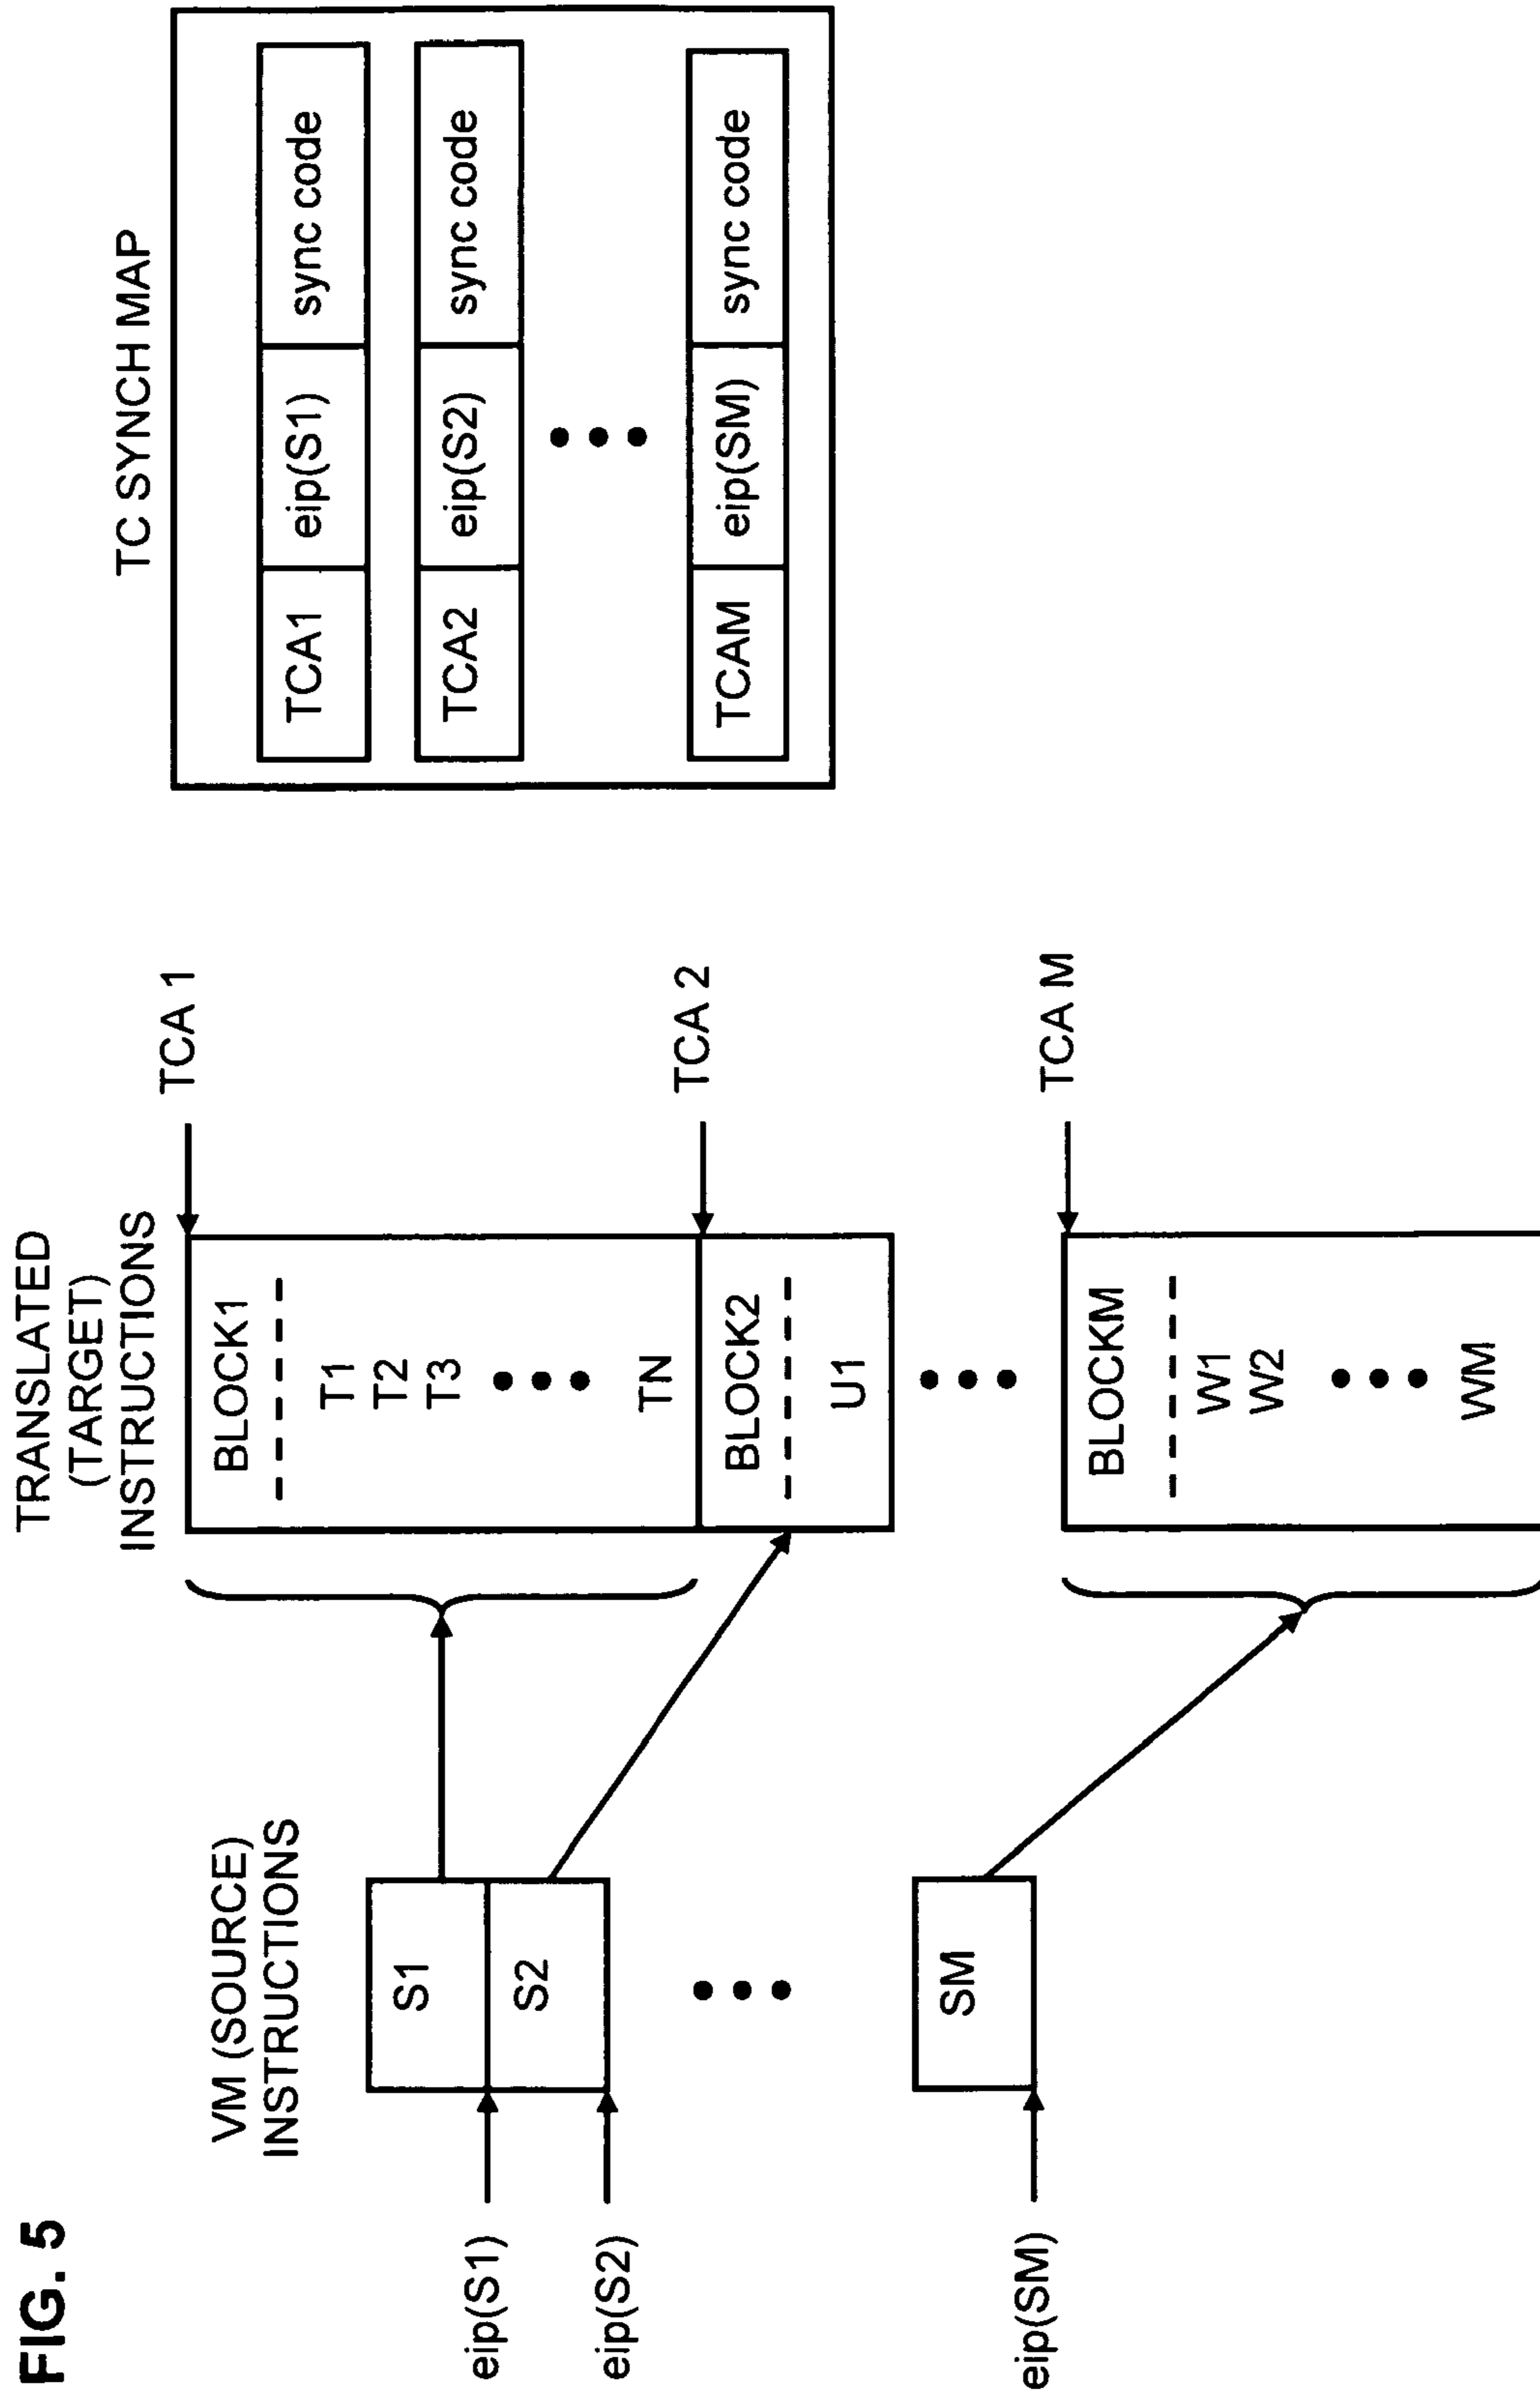 FIG. 5
VM (SOURCE)
INSTRUCTIONS
S1
S2
SM
eip(S1)
eip(S2)
eip(SM)
TRANSLATED
(TARGET)
INSTRUCTIONS
BLOCK1
T1
T2
T3
TN
BLOCK2
U1
BLOCKM
W1
W2
WM
TCA 1
TCA 2
TCA M
TC SYNCH MAP
TCA1 eip(S1) sync code
TCA2 eip(S2) sync code
TCAM eip(SM) sync code